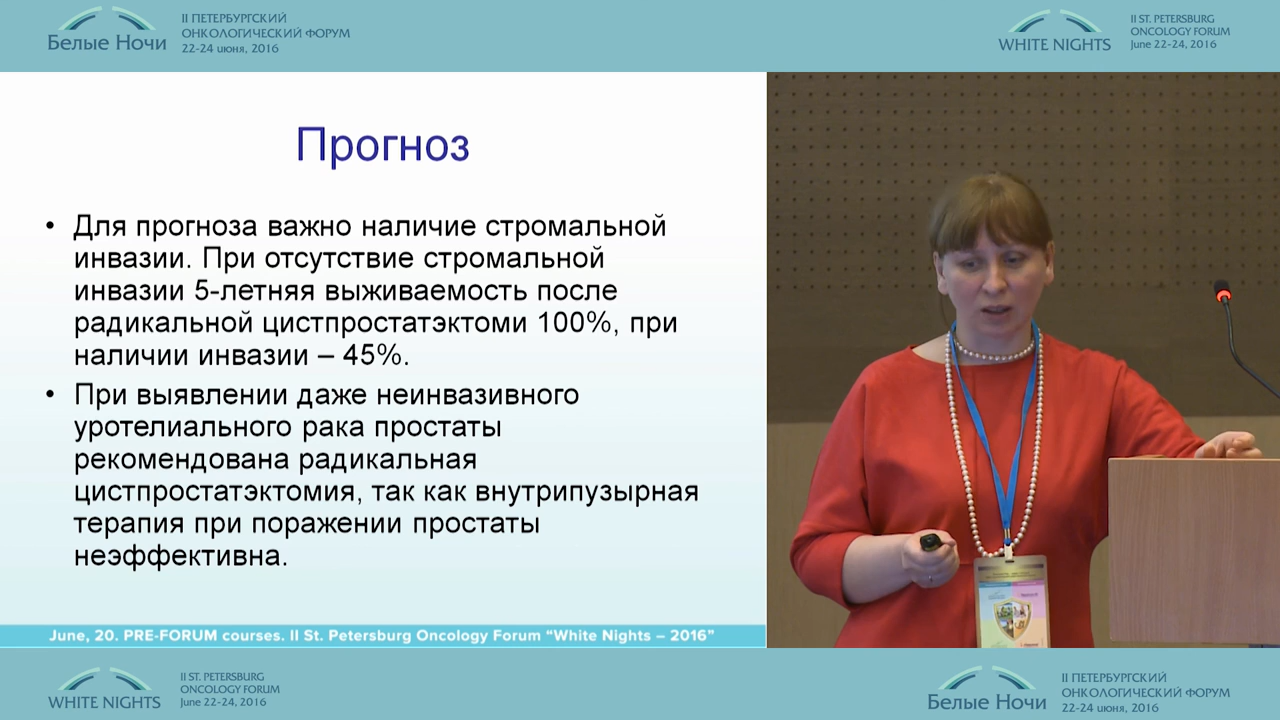 Белые Ночи
II ПЕТЕРБУРГСКИЙ
ОНКОЛОГИЧЕСКИЙ ФОРУМ
22-24 июня, 2016
WHITE NIGHTS
II ST. PETERSBURG
ONCOLOGY FORUM
June 22-24, 2016
Прогноз
• Для прогноза важно наличие стромальной
инвазии. При отсутствие стромальной
инвазии 5-летняя выживаемость после
радикальной цистпростатэктоми 100%, при
наличии инвазии – 45%.
• При выявлении даже неинвазивного
уротелиального рака простаты
рекомендована радикальная
цистпростатэктомия, так как внутрипузырная
терапия при поражении простаты
неэффективна.
June, 20. PRE-FORUM courses. II St. Petersburg Oncology Forum “White Nights – 2016”
WHITE NIGHTS
II ST. PETERSBURG
ONCOLOGY FORUM
June 22-24, 2016
Белые Ночи
II ПЕТЕРБУРГСКИЙ
ОНКОЛОГИЧЕСКИЙ ФОРУМ
22-24 июня, 2016